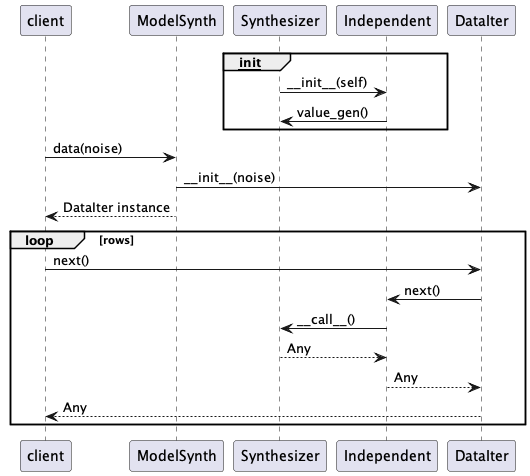 client ModelSynth Synthesizer Independent DataIter
init
__init__(self)
value_gen()
data(noise)
__init__(noise)
DataIter instance
loop [rows]
next()
next()
__call__()
Any
Any
Any
client ModelSynth Synthesizer Independent DataIter